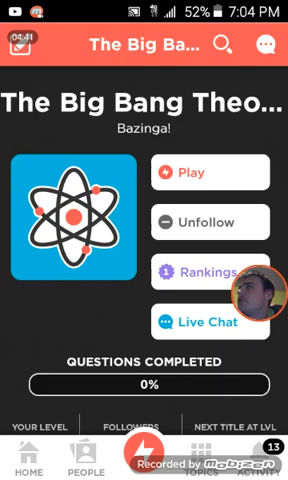 52% 7:04 PM
04:41
The Big Ba...
The Big Bang Theo...
Bazinga!
Play
Unfollow
Rankings
Live Chat
QUESTIONS COMPLETED
0%
YOUR LEVEL FOLLOWERS NEXT TITLE AT LVL
13
HOME PEOPLE TOPICS ACTIVITY
Recorded by mobizen